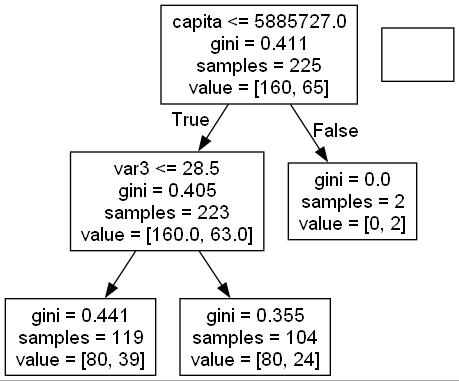 capita <= 5885727.0
gini = 0.411
samples = 225
value = [160, 65]
True
False
var3 <= 28.5
gini = 0.405
samples = 223
value = [160.0, 63.0]
gini = 0.0
samples = 2
value = [0, 2]
gini = 0.441
samples = 119
value = [80, 39]
gini = 0.355
samples = 104
value = [80, 24]